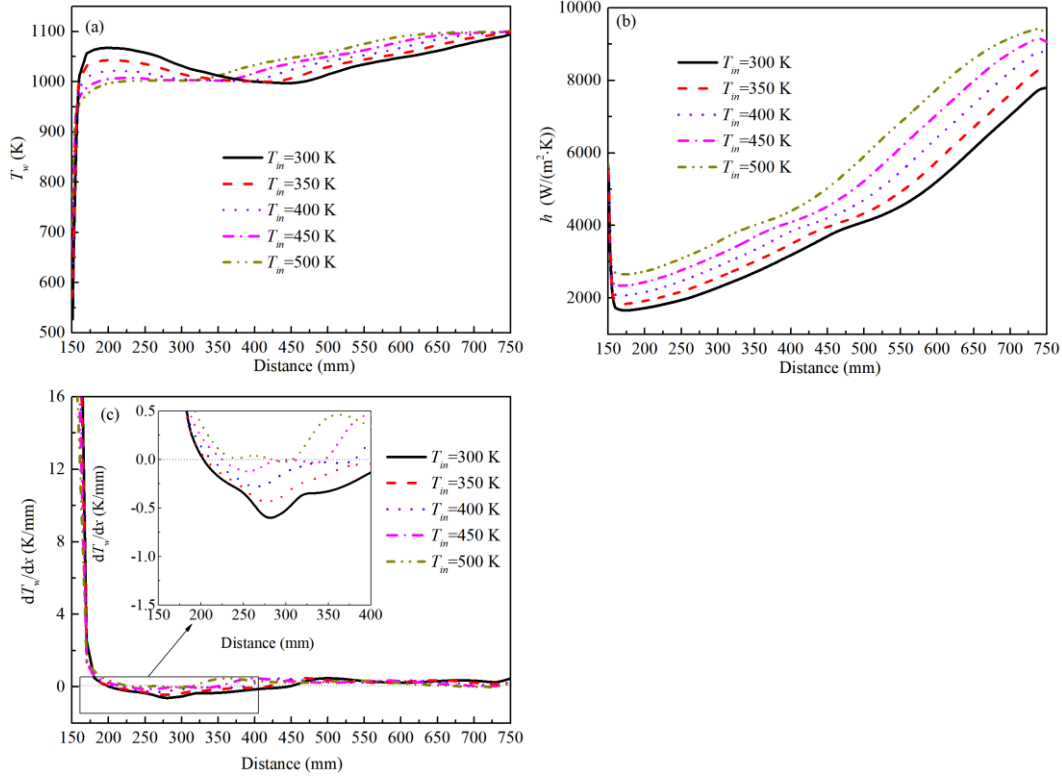 (a)
1100
1000
900
800
700
600
500
T_w (K)
T_in=300 K
T_in=350 K
T_in=400 K
T_in=450 K
T_in=500 K
150 200 250 300 350 400 450 500 550 600 650 700 750
Distance (mm)
(b)
10000
8000
6000
4000
2000
h (W/(m²·K))
T_in=300 K
T_in=350 K
T_in=400 K
T_in=450 K
T_in=500 K
150 200 250 300 350 400 450 500 550 600 650 700 750
Distance (mm)
(c)
16
12
8
4
0
dT_w/dx (K/mm)
0.5
0.0
-0.5
-1.0
-1.5
dT_w/dx (K/mm)
150 200 250 300 350 400
Distance (mm)
T_in=300 K
T_in=350 K
T_in=400 K
T_in=450 K
T_in=500 K
150 200 250 300 350 400 450 500 550 600 650 700 750
Distance (mm)